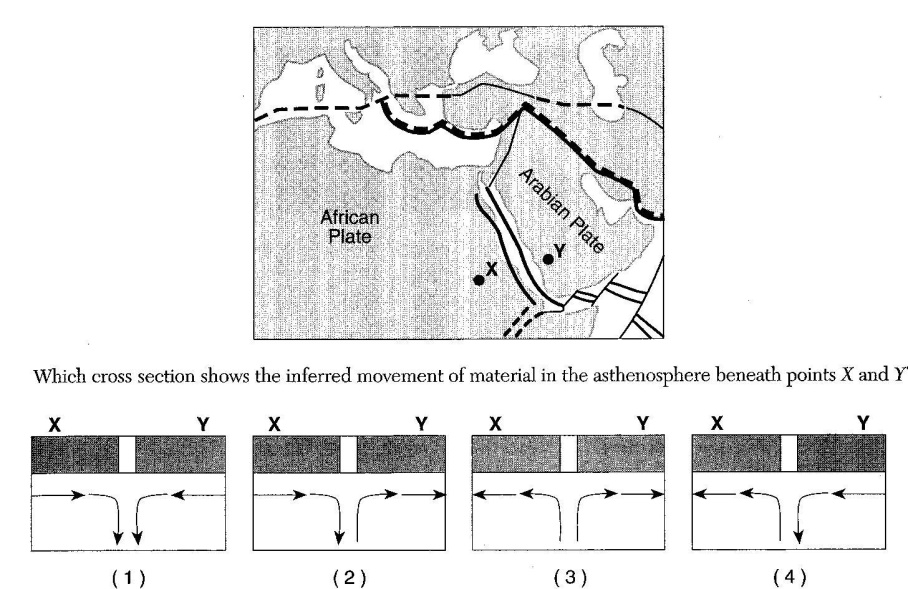 African
Plate
Arabian Plate
X
Y
Which cross section shows the inferred movement of material in the asthenosphere beneath points X and Y
X Y X Y X Y X Y
(1) (2) (3) (4)